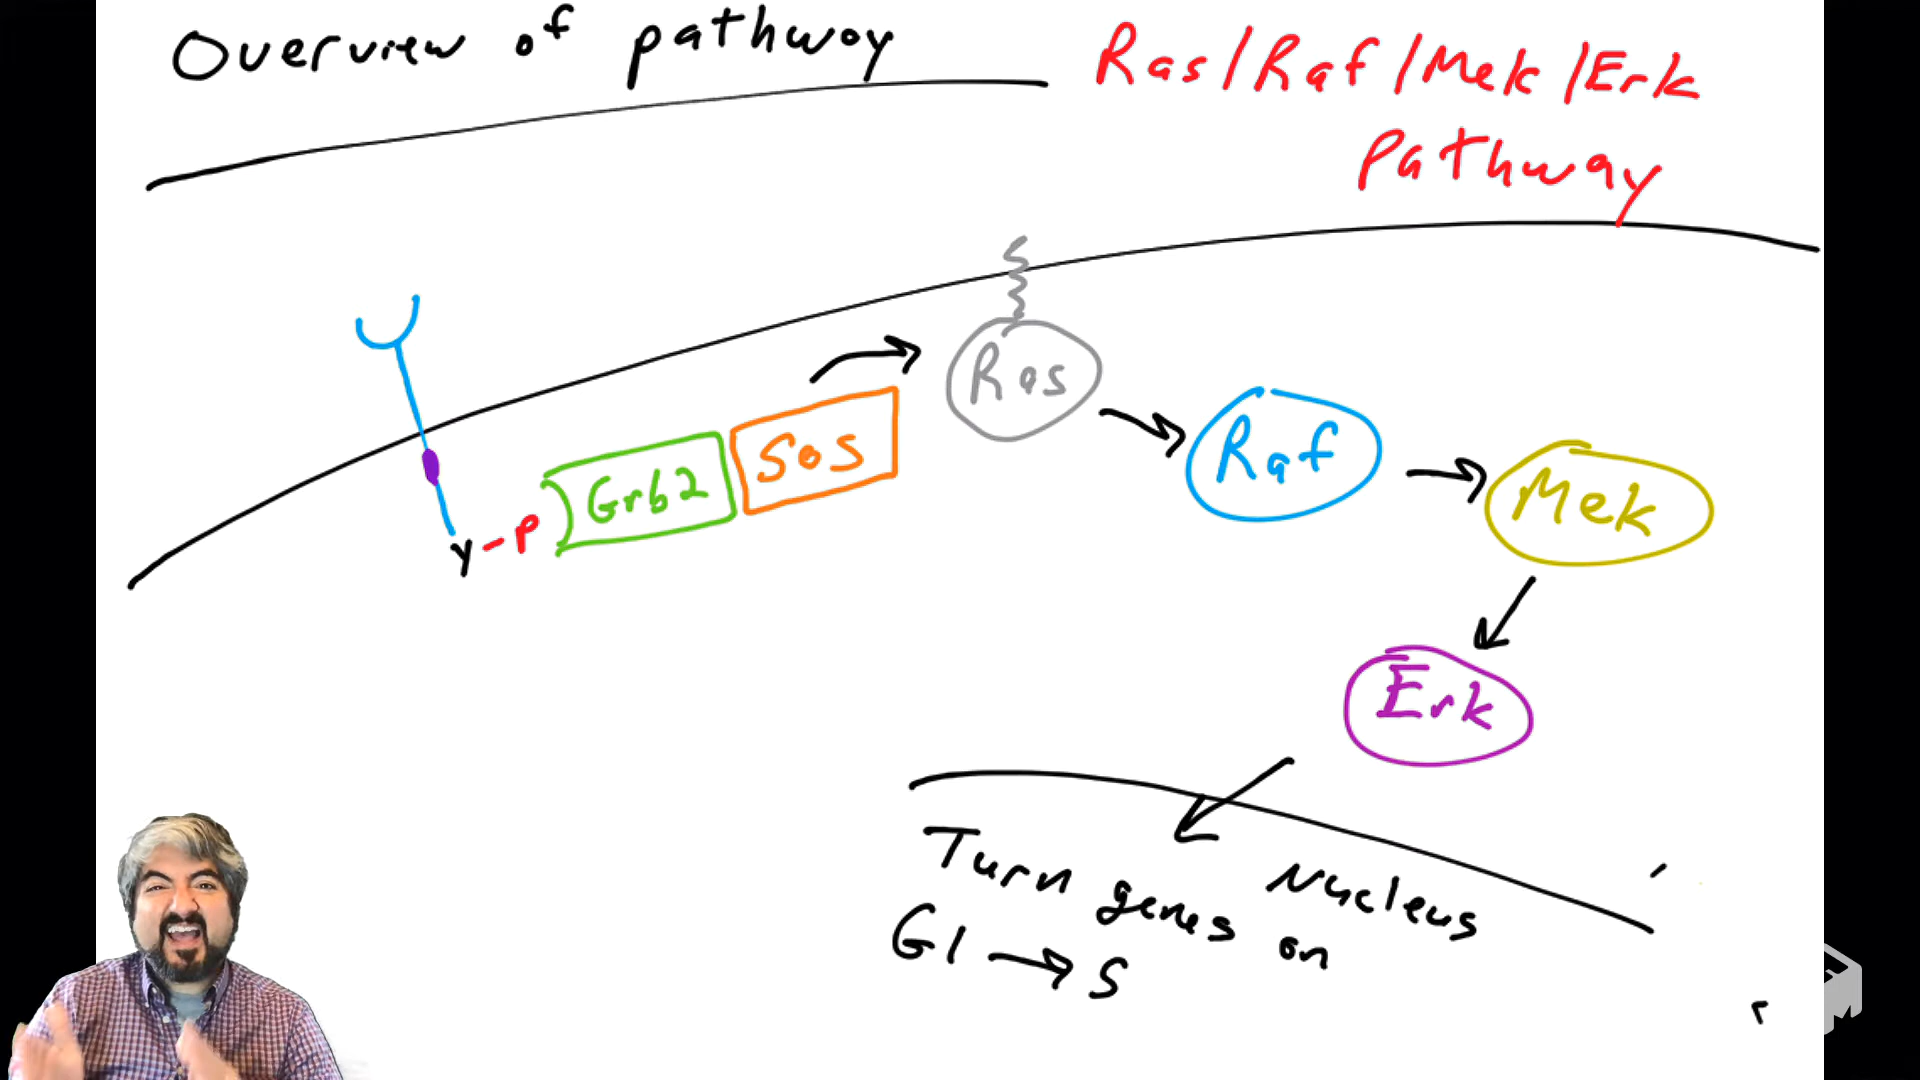 Overview of pathway
Ras/Raf/Mek/Erk
Pathway
Ras
Raf
Sos
Grb2
Mek
Y-P
Erk
Nucleus
Turn genes on
G1 → S